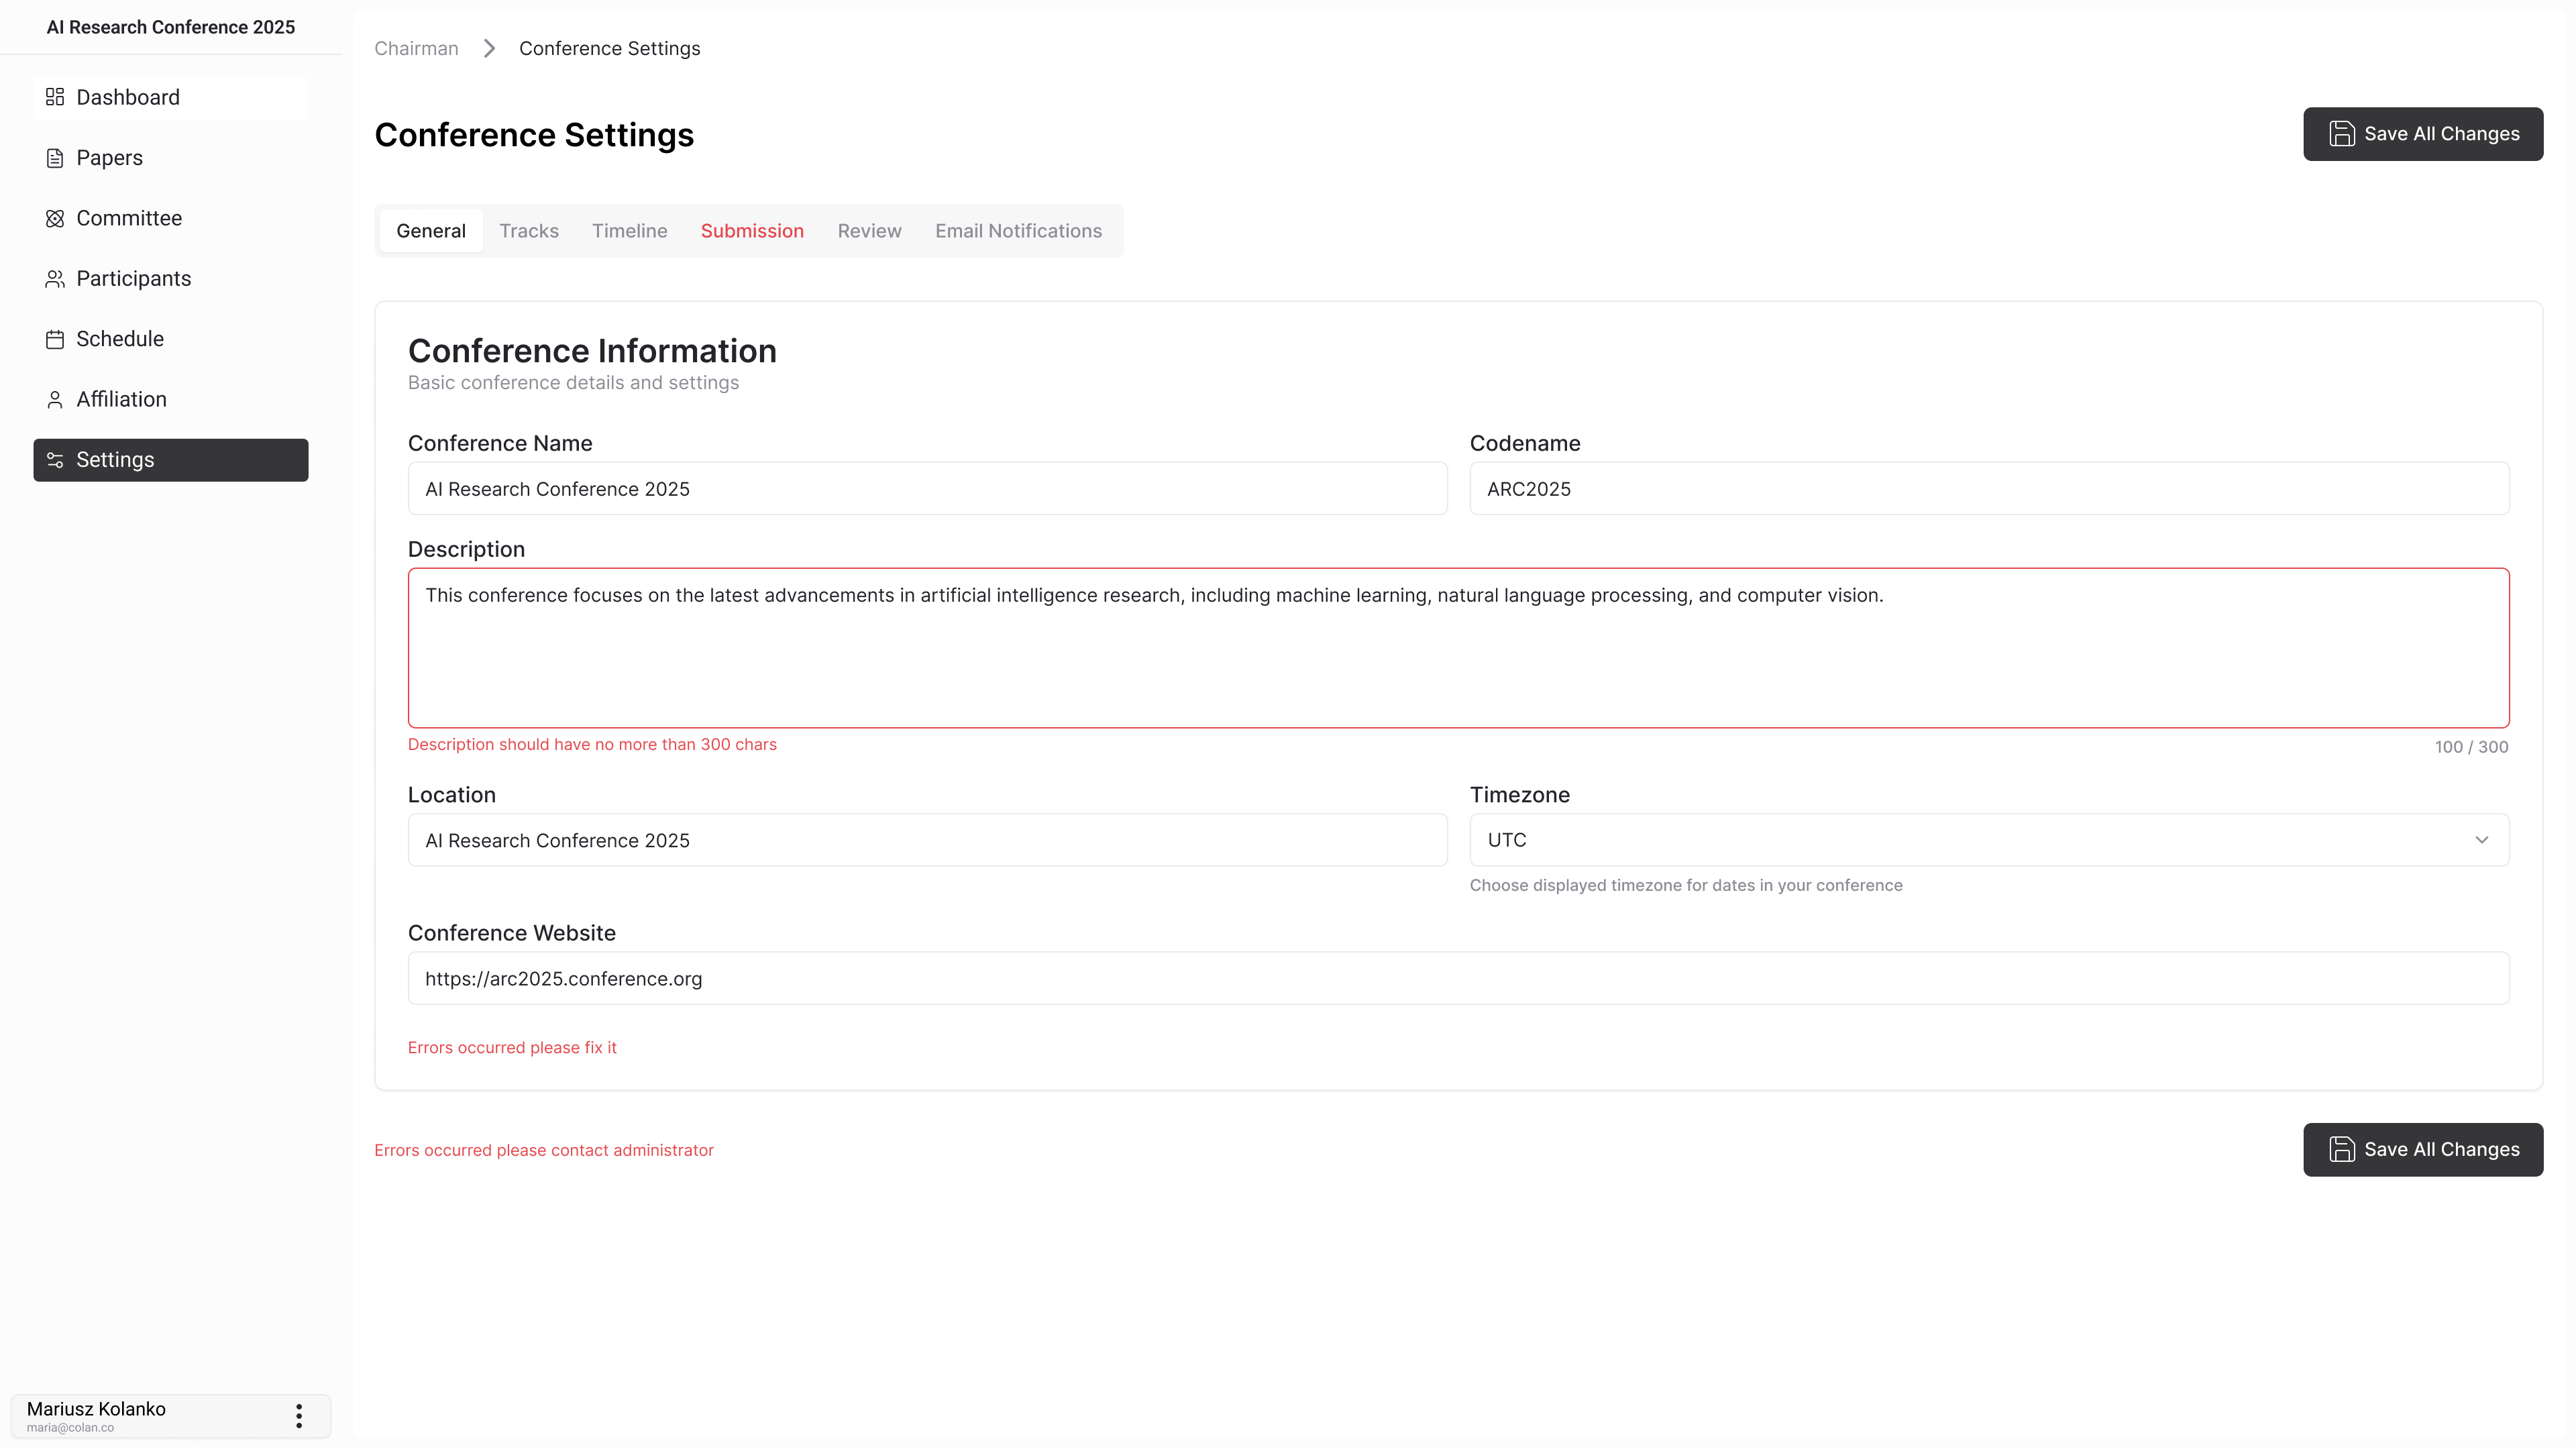 AI Research Conference 2025
Dashboard
Papers
Committee
Participants
Schedule
Affiliation
Settings
Mariusz Kolanko
maria@colan.co
Chairman
Conference Settings
Conference Settings
Save All Changes
General
Tracks
Timeline
Submission
Review
Email Notifications
Conference Information
Basic conference details and settings
Conference Name
AI Research Conference 2025
Codename
ARC2025
Description
This conference focuses on the latest advancements in artificial intelligence research, including machine learning, natural language processing, and computer vision.
Description should have no more than 300 chars
100 / 300
Location
AI Research Conference 2025
Timezone
UTC
Choose displayed timezone for dates in your conference
Conference Website
https://arc2025.conference.org
Errors occurred please fix it
Errors occurred please contact administrator
Save All Changes